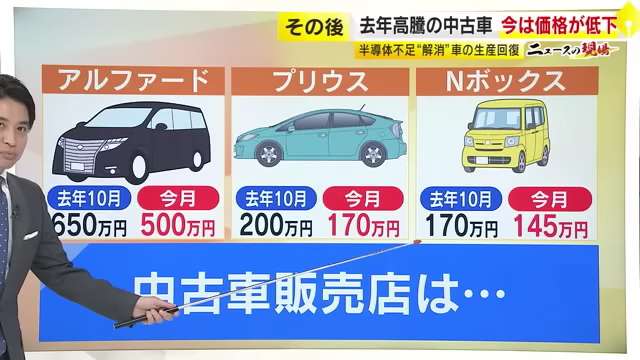 その後 去年高騰の中古車 今は価格が低下
半導体不足“解消”車の生産回復 ニュースの現場
アルファード プリウス Nボックス
去年10月 今月 去年10月 今月 去年10月 今月
650万円 500万円 200万円 170万円 170万円 145万円
中古車販売店は…